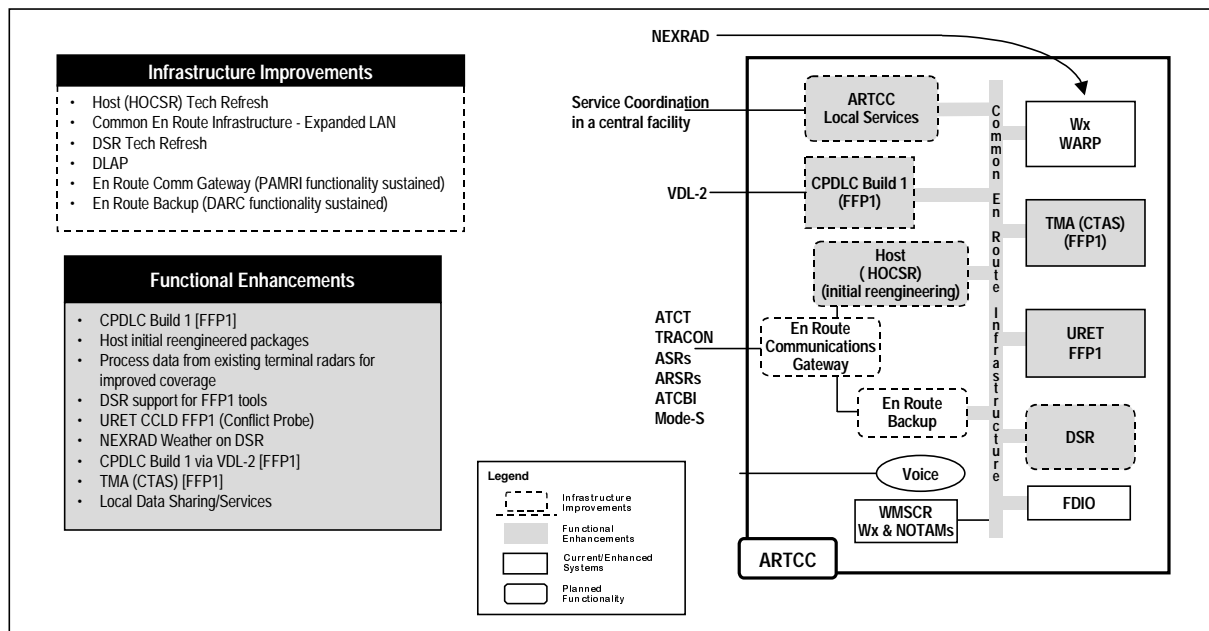 Infrastructure Improvements
• Host (HOCSR) Tech Refresh
• Common En Route Infrastructure - Expanded LAN
• DSR Tech Refresh
• DLAP
• En Route Comm Gateway (PAMRI functionality sustained)
• En Route Backup (DARC functionality sustained)
Functional Enhancements
• CPDLC Build 1 [FFP1]
• Host initial reengineered packages
• Process data from existing terminal radars for
improved coverage
• DSR support for FFP1 tools
• URET CCLD FFP1 (Conflict Probe)
• NEXRAD Weather on DSR
• CPDLC Build 1 via VDL-2 [FFP1]
• TMA (CTAS) [FFP1]
• Local Data Sharing/Services
NEXRAD
Service Coordination
in a central facility
VDL-2
ATCT
TRACON
ASRs
ARSRs
ATCBI
Mode-S
ARTCC
Local Services
CPDLC Build 1
(FFP1)
Host
( HOCSR)
(initial reengineering)
En Route
Communications
Gateway
En Route
Backup
Voice
WMSCR
Wx & NOTAMs
Common En Route Infrastructure
Wx
WARP
TMA (CTAS)
(FFP1)
URET
FFP1
DSR
FDIO
ARTCC
Legend
Infrastructure
Improvements
Functional
Enhancements
Current/Enhanced
Systems
Planned
Functionality